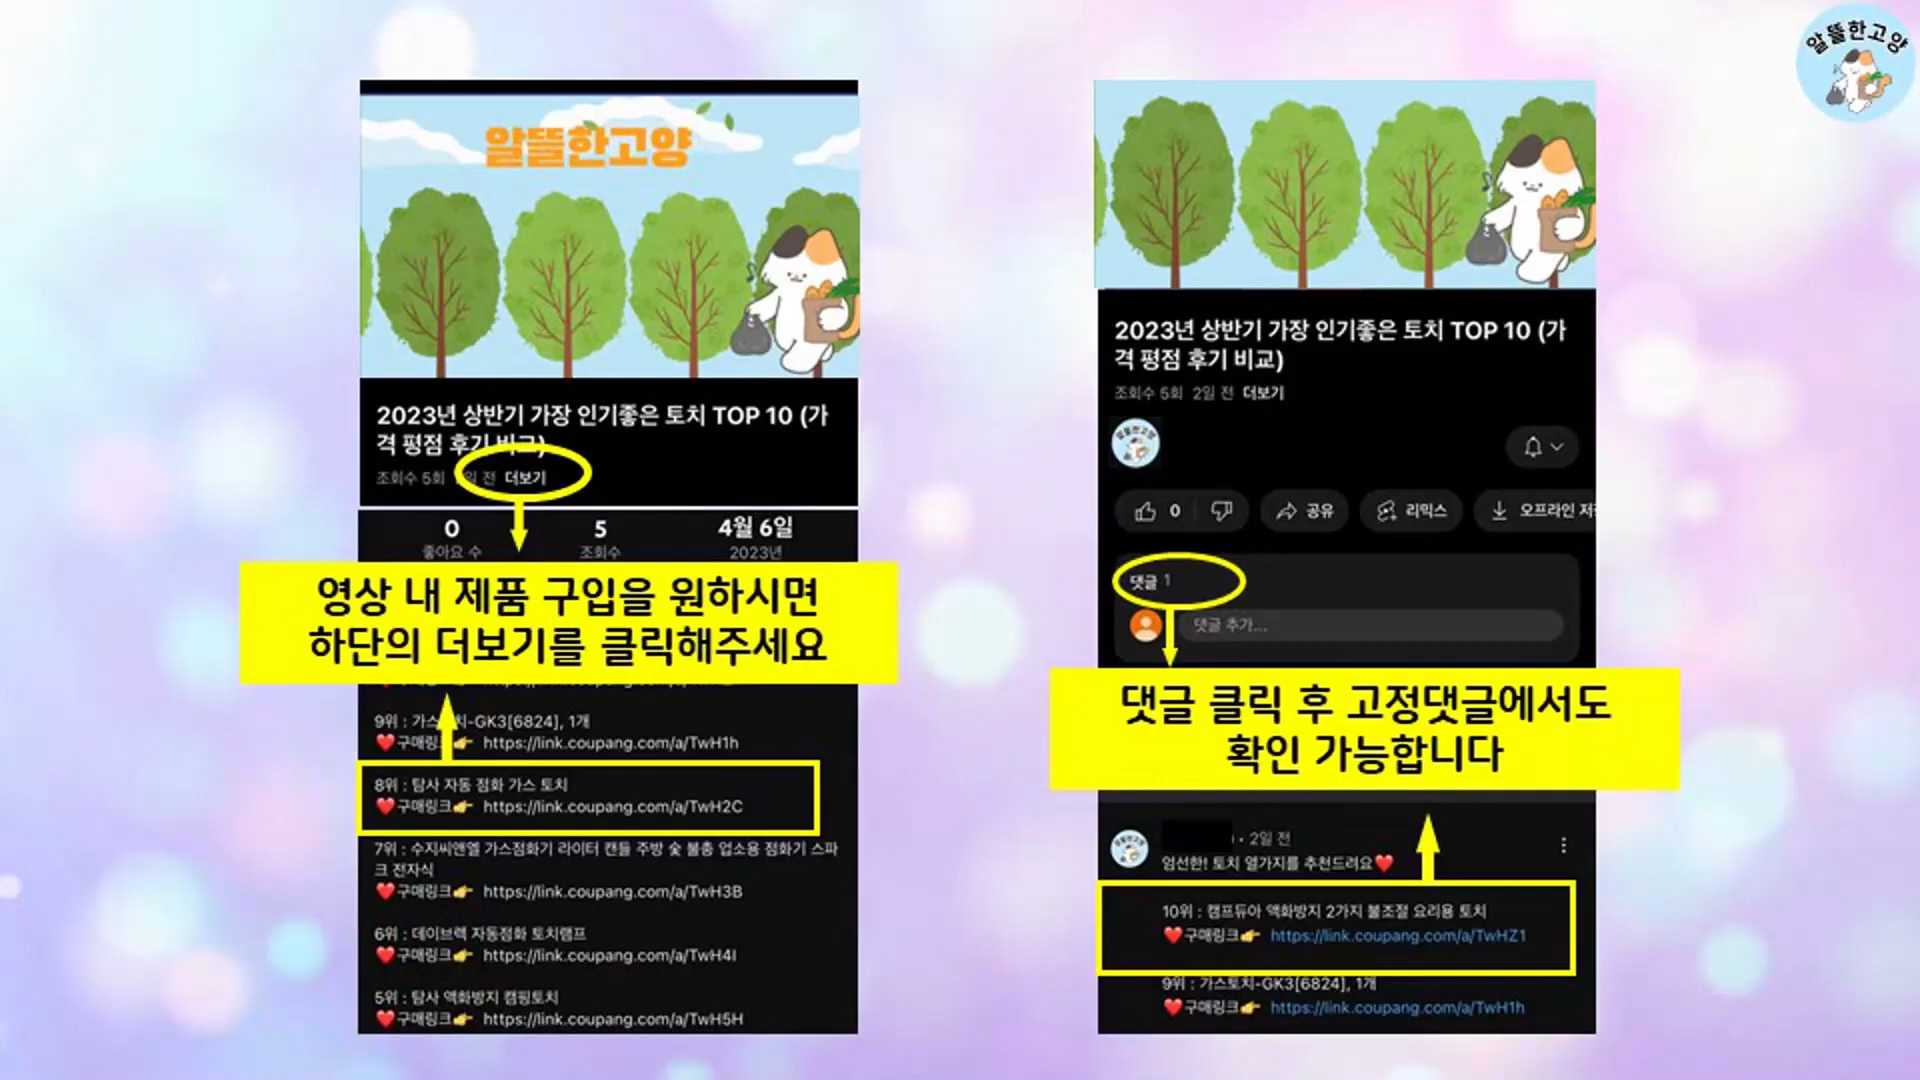 알뜰한고양
알뜰한고양
2023년 상반기 가장 인기좋은 토치 TOP 10 (가
격 평점 후기 비교)
조회수 5회
일 전 더보기
0
5
4월 6일
좋아요 수
조회수
2023년
영상 내 제품 구입을 원하시면
하단의 더보기를 클릭해주세요
9위 : 가스토치-GK3[6824], 1개
❤️구매링크👉 https://link.coupang.com/a/TwH1h
8위 : 탐사 자동 점화 가스 토치
❤️구매링크👉 https://link.coupang.com/a/TwH2C
7위 : 수지씨앤엘 가스점화기 라이터 캔들 주방 숯 불총 업소용 점화기 스파
크 전자식
❤️구매링크👉 https://link.coupang.com/a/TwH3B
6위 : 데이브렉 자동점화 토치램프
❤️구매링크👉 https://link.coupang.com/a/TwH4I
5위 : 탐사 액화방지 캠핑토치
❤️구매링크👉 https://link.coupang.com/a/TwH5H
2023년 상반기 가장 인기좋은 토치 TOP 10 (가
격 평점 후기 비교)
조회수 5회 2일 전 더보기
알뜰한고양
0
공유
리믹스
오프라인 저
댓글 1
댓글 추가...
댓글 클릭 후 고정댓글에서도
확인 가능합니다
알뜰한고양
• 2일 전
엄선한! 토치 열가지를 추천드려요❤️
10위 : 캠프듀아 액화방지 2가지 불조절 요리용 토치
❤️구매링크👉 https://link.coupang.com/a/TwHZ1
9위 : 가스토치-GK3[6824], 1개
❤️구매링크👉 https://link.coupang.com/a/TwH1h